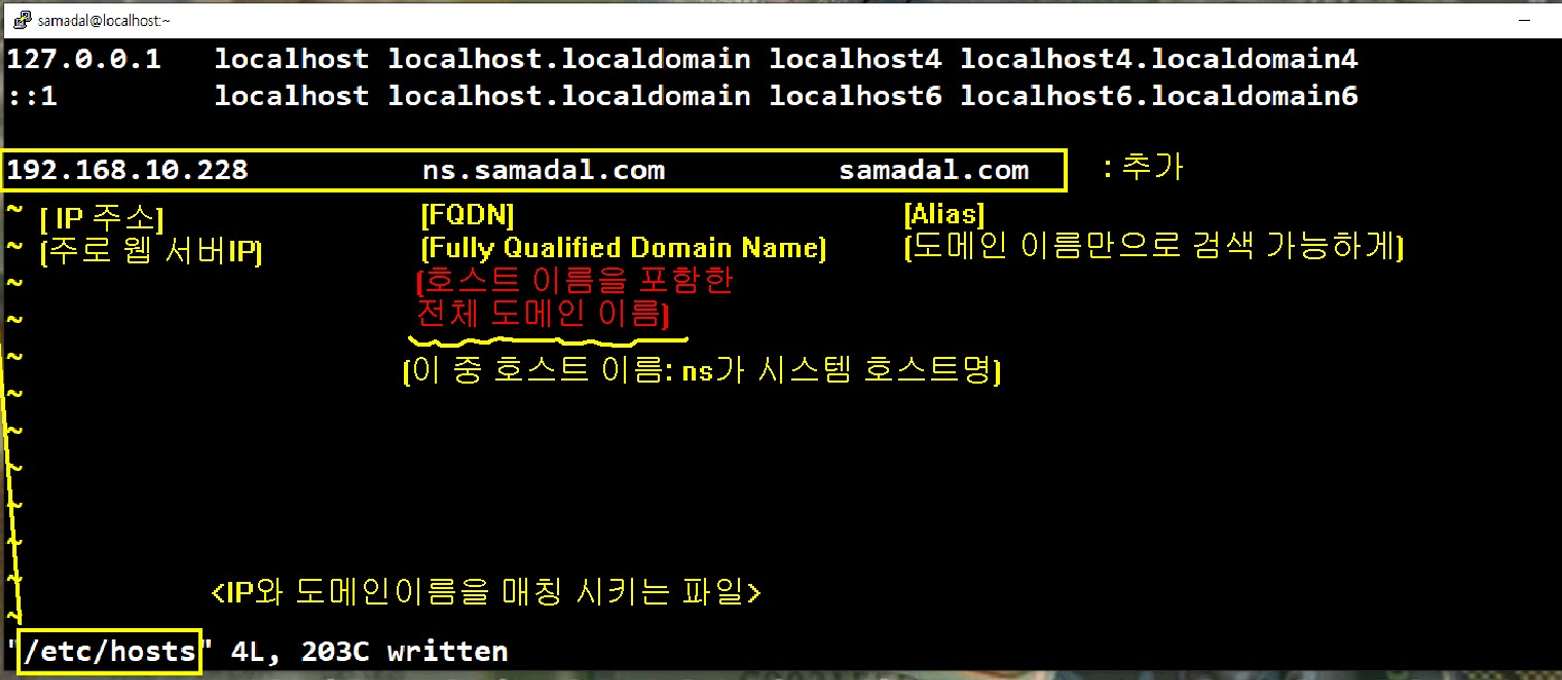 samadal@localhost:~
127.0.0.1 localhost localhost.localdomain localhost4 localhost4.localdomain4
::1 localhost localhost.localdomain localhost6 localhost6.localdomain6
192.168.10.228 ns.samadal.com samadal.com : 추가
~ [ IP 주소] [FQDN] [Alias]
~ [주로 웹 서버IP] (Fully Qualified Domain Name) [도메인 이름만으로 검색 가능하게]
~ [호스트 이름을 포함한
~ 전체 도메인 이름]
~ [이 중 호스트 이름: ns가 시스템 호스트명]
~
~
~
~
~
~ <IP와 도메인이름을 매칭 시키는 파일>
~
"/etc/hosts" 4L, 203C written